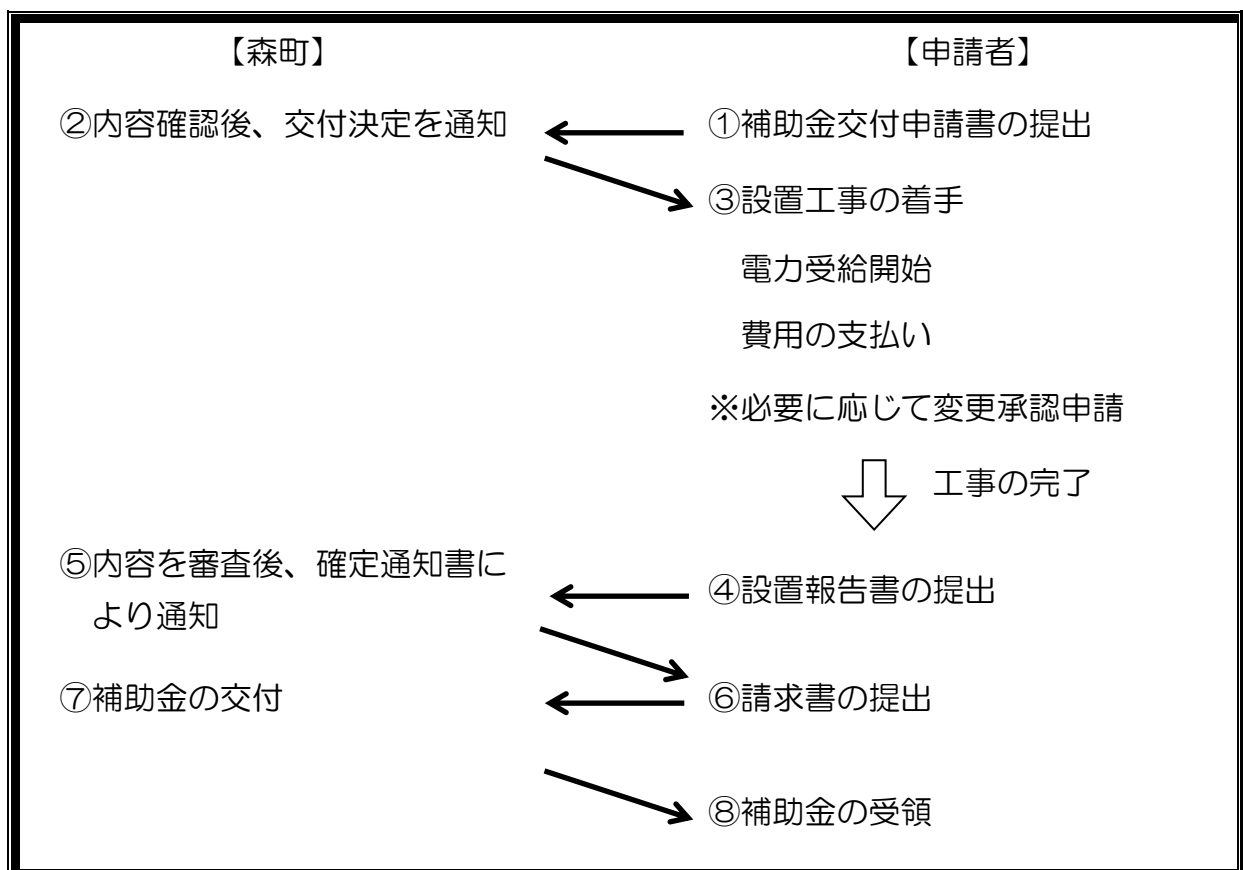 【森町】
【申請者】
②内容確認後、交付決定を通知
①補助金交付申請書の提出
③設置工事の着手
電力受給開始
費用の支払い
※必要に応じて変更承認申請
工事の完了
⑤内容を審査後、確定通知書に
より通知
④設置報告書の提出
⑦補助金の交付
⑥請求書の提出
⑧補助金の受領